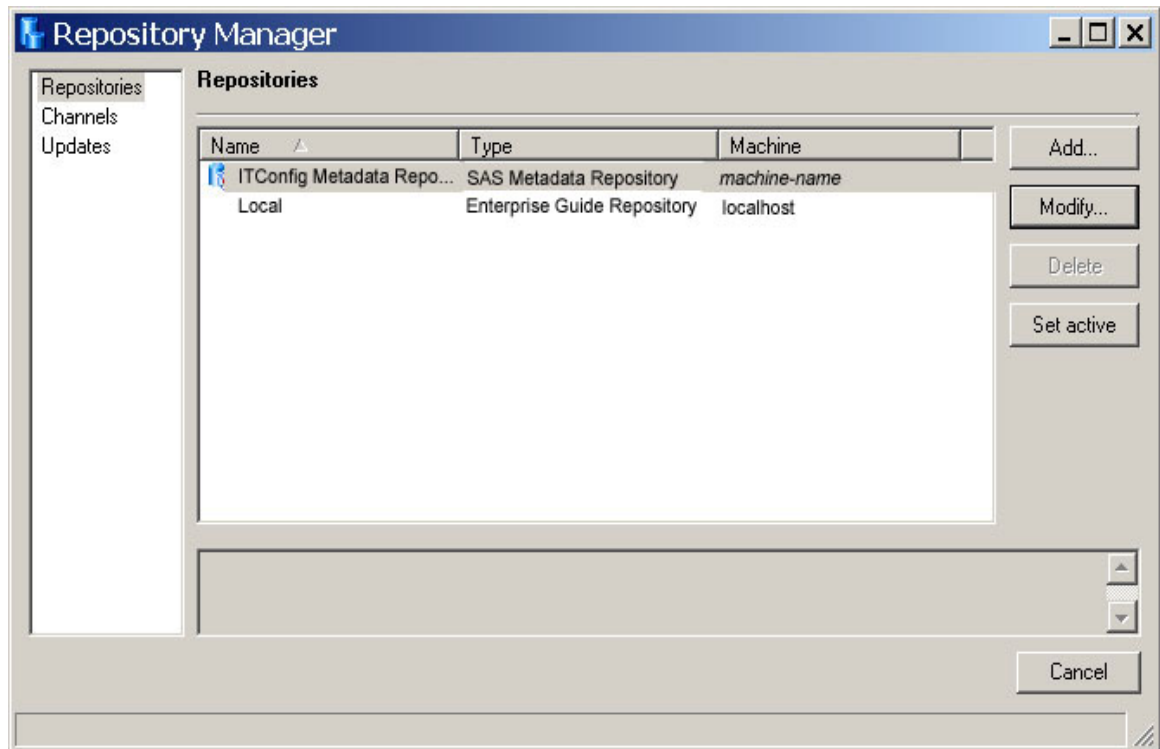 Repository Manager
Repositories
Channels
Updates
Repositories
Name Type Machine
ITConfig Metadata Repo... SAS Metadata Repository machine-name
Local Enterprise Guide Repository localhost
Add...
Modify...
Delete
Set active
Cancel